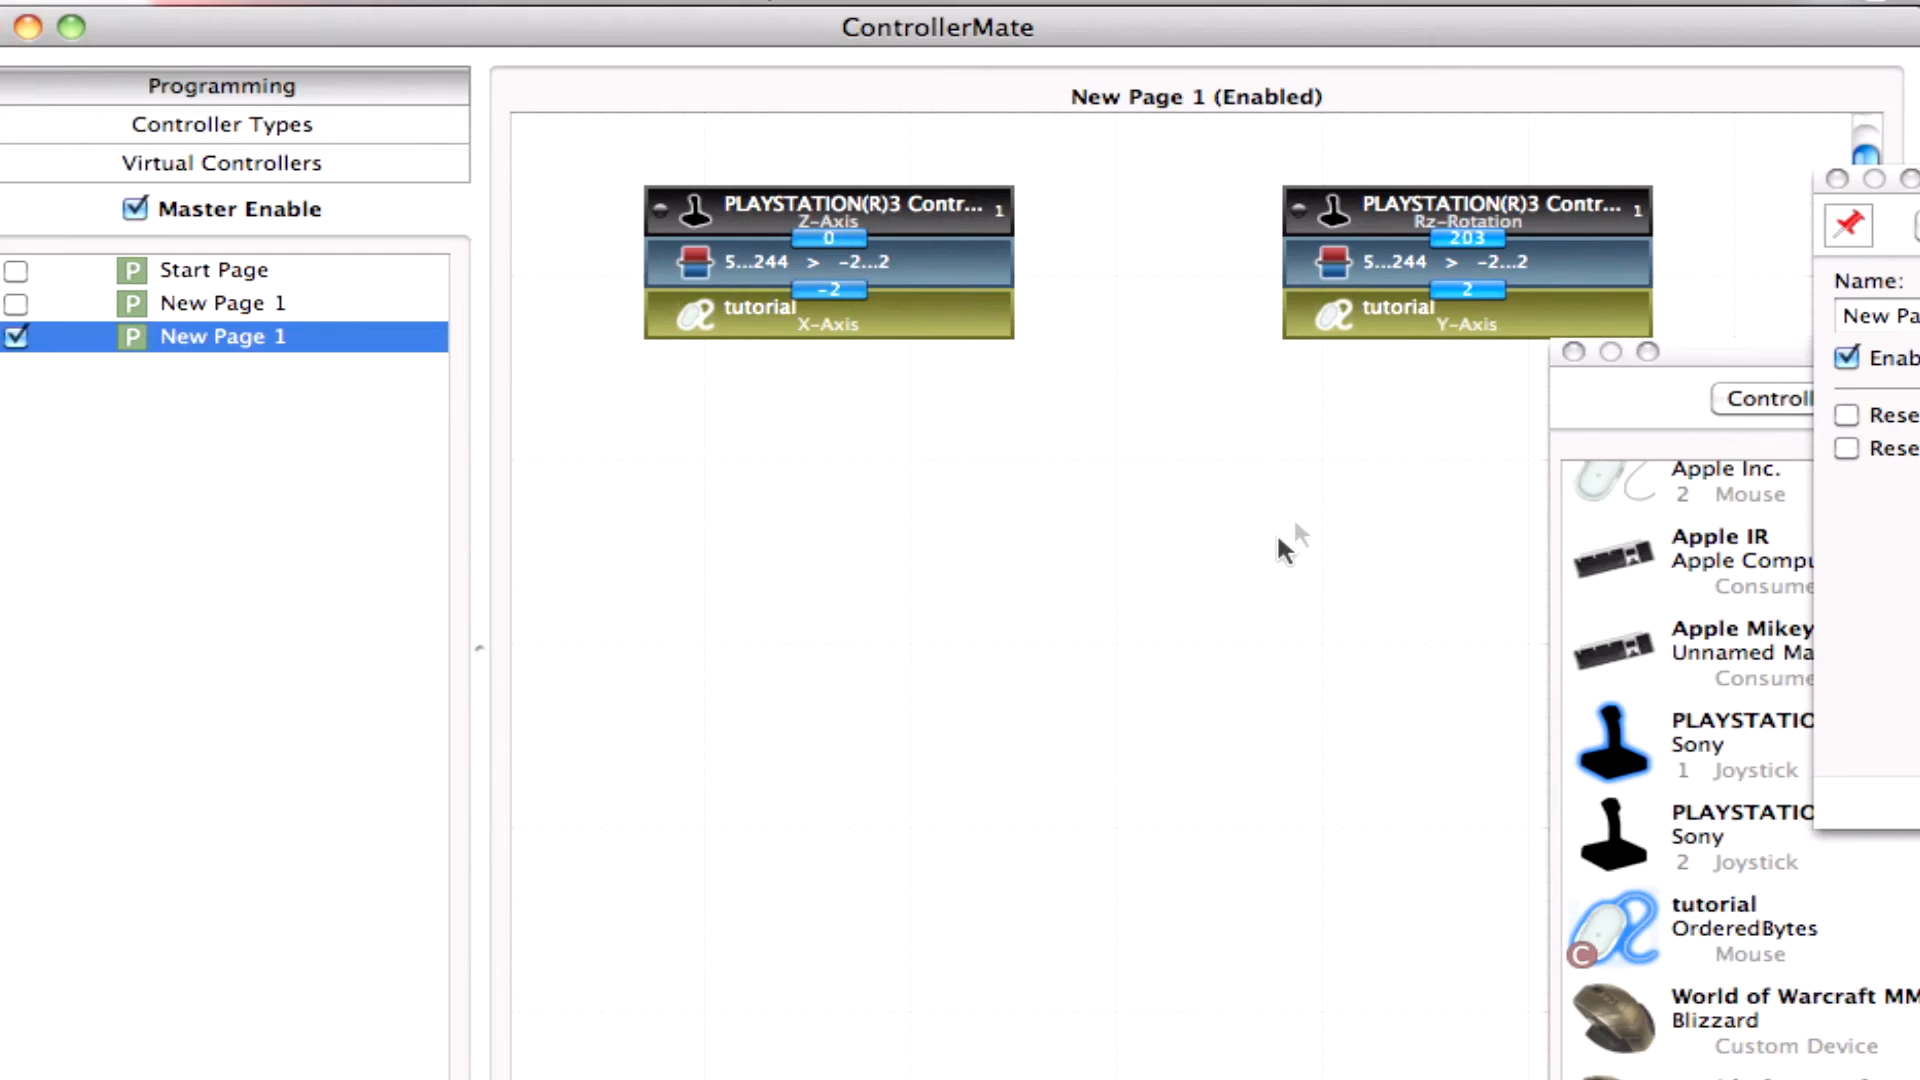 ControllerMate
Programming
Controller Types
Virtual Controllers
Master Enable
P Start Page
P New Page 1
P New Page 1
New Page 1 (Enabled)
PLAYSTATION(R)3 Contr... 1
Z-Axis
0
5...244 > -2...2
-2
tutorial
X-Axis
PLAYSTATION(R)3 Contr... 1
Rz-Rotation
203
5...244 > -2...2
2
tutorial
Y-Axis
Name:
New Pa
Enab
Rese
Rese
Controll
Apple Inc.
2 Mouse
Apple IR
Apple Compu
Consume
Apple Mikey
Unnamed Ma
Consume
PLAYSTATIO
Sony
1 Joystick
PLAYSTATIO
Sony
2 Joystick
C
tutorial
OrderedBytes
Mouse
World of Warcraft MM
Blizzard
Custom Device